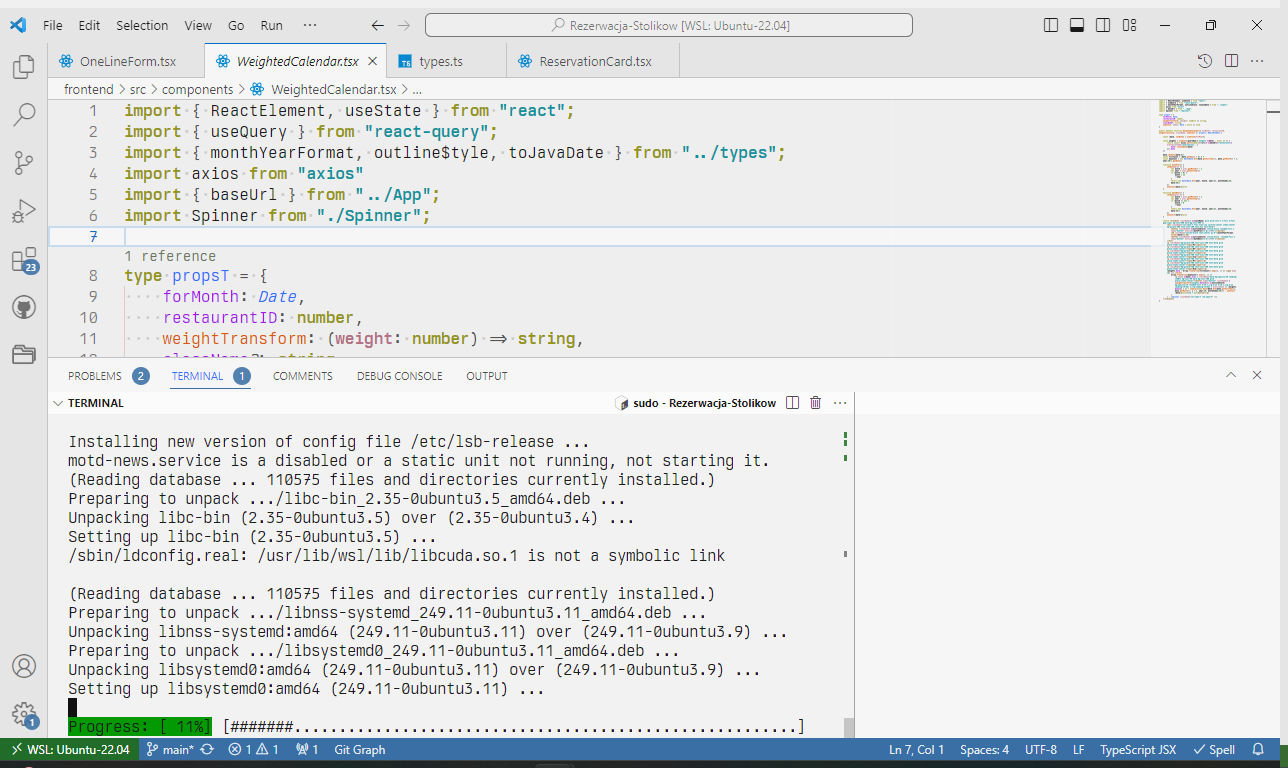 File Edit Selection View Go Run ···
Rezerwacja-Stolikow [WSL: Ubuntu-22.04]
OneLineForm.tsx WeightedCalendar.tsx types.ts ReservationCard.tsx
frontend > src > components > WeightedCalendar.tsx > ...
1 import { ReactElement, useState } from "react";
2 import { useQuery } from "react-query";
3 import { monthYearFormat, outline$tyle, toJavaDate } from "../types";
4 import axios from "axios"
5 import { baseUrl } from "../App";
6 import Spinner from "./Spinner";
7
1 reference
8 type propsT = {
9 forMonth: Date,
10 restaurantID: number,
11 weightTransform: (weight: number) => string,
12 className?: string
23
PROBLEMS 2 TERMINAL 1 COMMENTS DEBUG CONSOLE OUTPUT
TERMINAL
sudo - Rezerwacja-Stolikow
Installing new version of config file /etc/lsb-release ...
motd-news.service is a disabled or a static unit not running, not starting it.
(Reading database ... 110575 files and directories currently installed.)
Preparing to unpack .../libc-bin_2.35-0ubuntu3.5_amd64.deb ...
Unpacking libc-bin (2.35-0ubuntu3.5) over (2.35-0ubuntu3.4) ...
Setting up libc-bin (2.35-0ubuntu3.5) ...
/sbin/ldconfig.real: /usr/lib/wsl/lib/libcuda.so.1 is not a symbolic link
(Reading database ... 110575 files and directories currently installed.)
Preparing to unpack .../libnss-systemd_249.11-0ubuntu3.11_amd64.deb ...
Unpacking libnss-systemd:amd64 (249.11-0ubuntu3.11) over (249.11-0ubuntu3.9) ...
Preparing to unpack .../libsystemd0_249.11-0ubuntu3.11_amd64.deb ...
Unpacking libsystemd0:amd64 (249.11-0ubuntu3.11) over (249.11-0ubuntu3.9) ...
Setting up libsystemd0:amd64 (249.11-0ubuntu3.11) ...
Progress: [ 11%] [#######.........................................................]
1
WSL: Ubuntu-22.04 main* 1 1 1 Git Graph Ln 7, Col 1 Spaces: 4 UTF-8 LF TypeScript JSX Spell